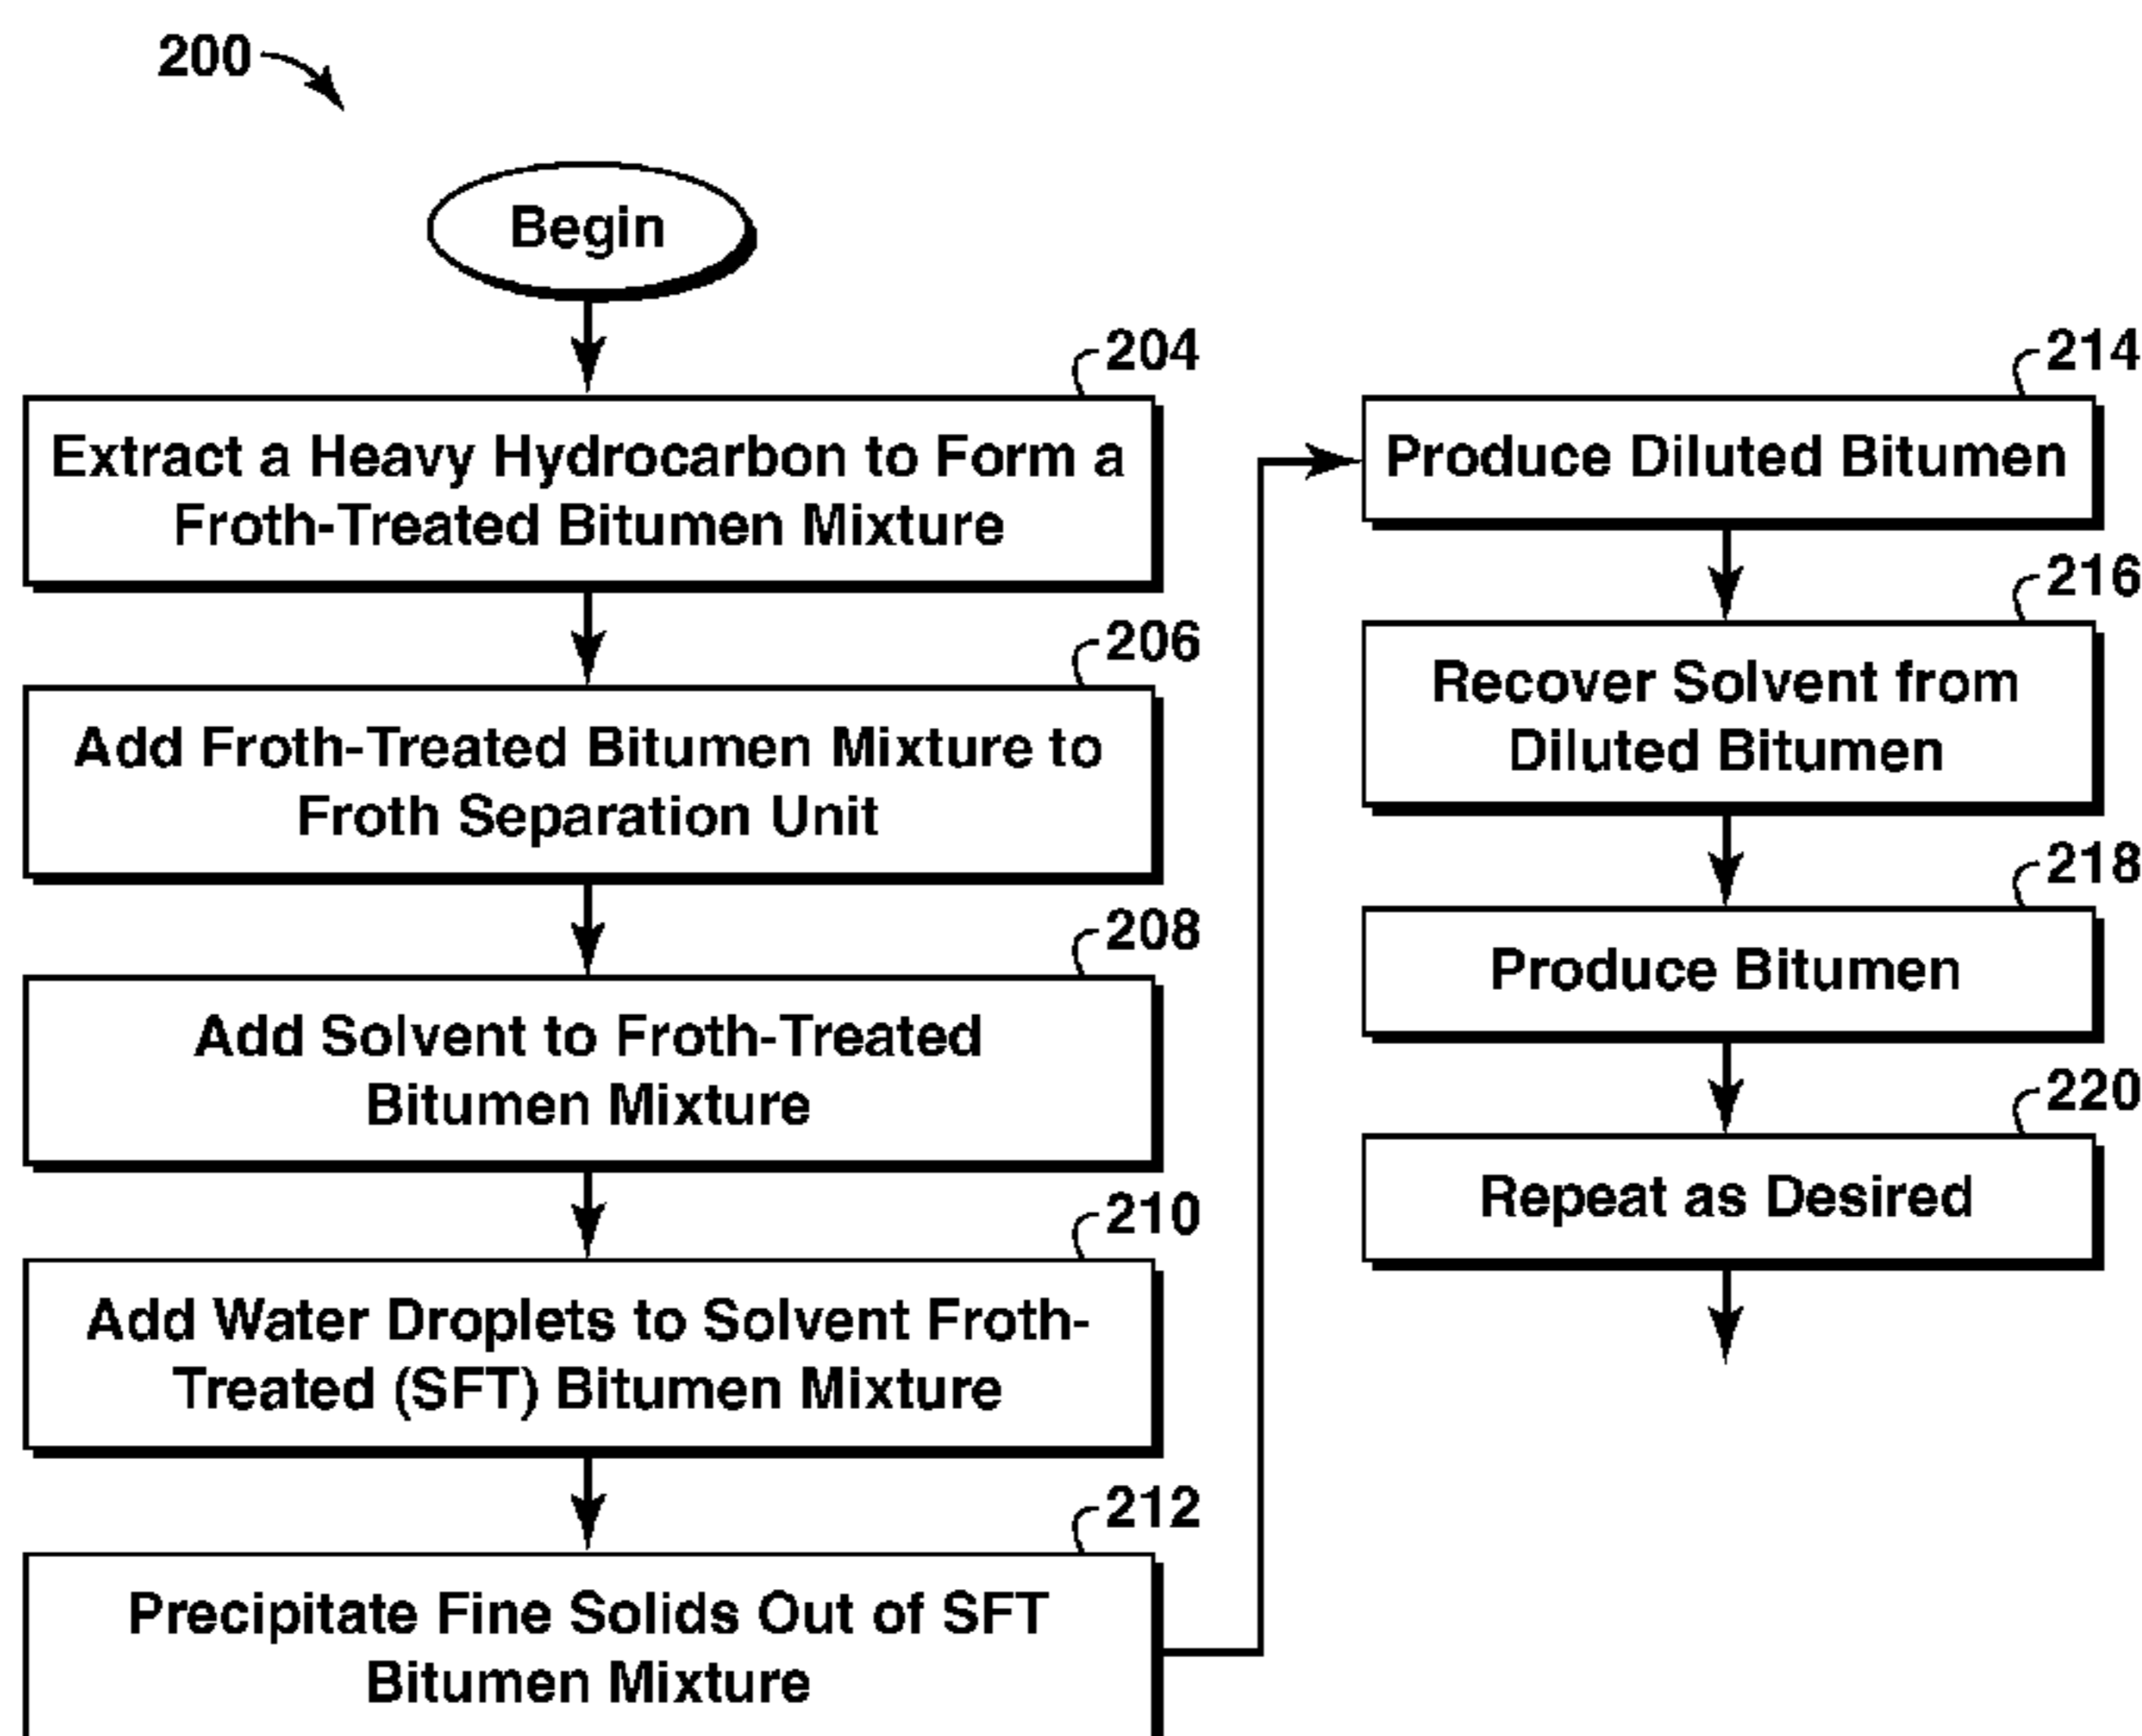 200
Begin
204
Extract a Heavy Hydrocarbon to Form a
Froth-Treated Bitumen Mixture
206
Add Froth-Treated Bitumen Mixture to
Froth Separation Unit
208
Add Solvent to Froth-Treated
Bitumen Mixture
210
Add Water Droplets to Solvent Froth-
Treated (SFT) Bitumen Mixture
212
Precipitate Fine Solids Out of SFT
Bitumen Mixture
214
Produce Diluted Bitumen
216
Recover Solvent from
Diluted Bitumen
218
Produce Bitumen
220
Repeat as Desired